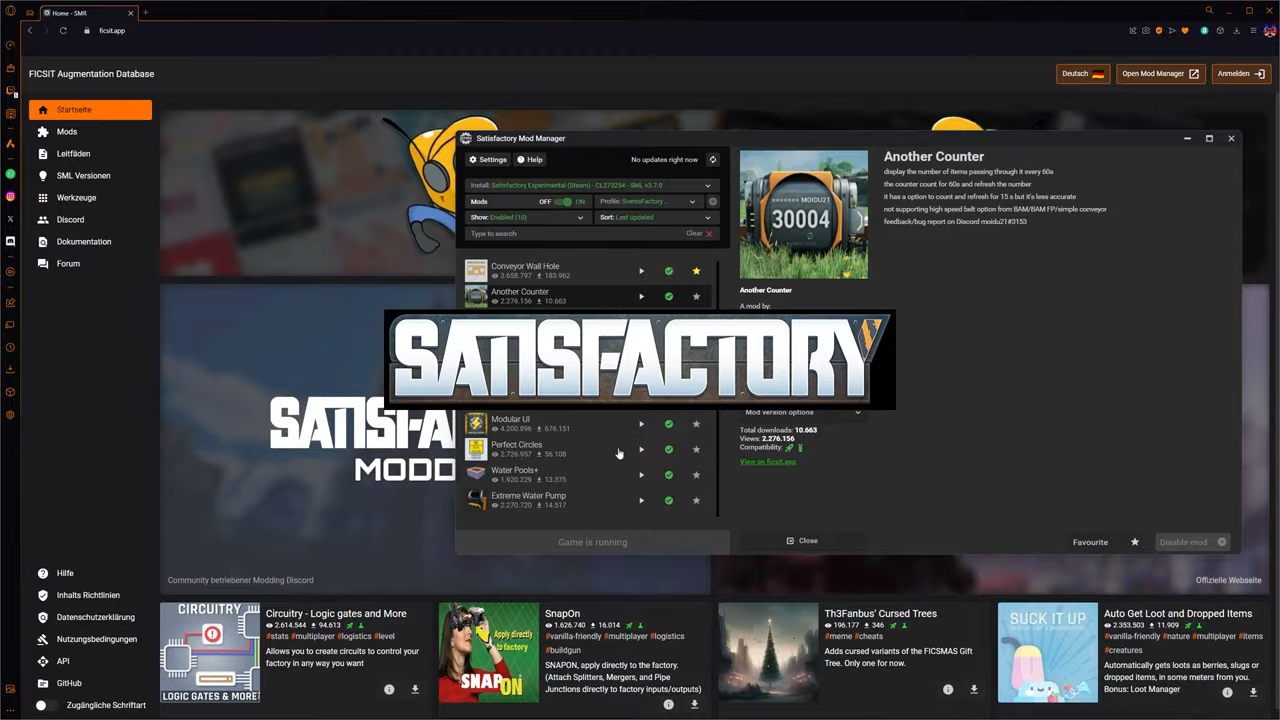 Home - SMR
ficsit.app
FICSIT Augmentation Database
Deutsch
Open Mod Manager
Anmelden
Startseite
Mods
Leitfäden
SML Versionen
Werkzeuge
Discord
Dokumentation
Forum
Hilfe
Inhalts Richtlinien
Datenschutzerklärung
Nutzungsbedingungen
API
GitHub
Zugängliche Schriftart
Satisfactory Mod Manager
Settings
Help
No updates right now
Install: Satisfactory Experimental (Steam) - CL273254 - SML v3.7.0
Mods OFF ON
Profile: SvenisFactory ...
Show: Enabled (10)
Sort: Last updated
Type to search
Clear
Conveyor Wall Hole
3.658.797 183.962
Another Counter
2.276.156 10.663
SATISFACTORY
Modular UI
4.200.896 676.151
Perfect Circles
2.726.957 56.108
Water Pools+
1.920.229 13.375
Extreme Water Pump
2.270.720 14.517
Game is running
MOIDU21
30004
Another Counter
display the number of items passing through it every 60s
the counter count for 60s and refresh the number
it has a option to count and refresh for 15 s but it's less accurate
not supporting high speed belt option from BAM/BAM FP/simple conveyor
feedback/bug report on Discord moidu21#3153
Another Counter
A mod by:
Mod version options
Total downloads: 10.663
Views: 2.276.156
Compatibility:
View on ficsit.app
Close
Favourite
Disable mod
SATISFA
MODD
Community betriebener Modding Discord
Offizielle Webseite
CIRCUITRY
LOGIC GATES & MORE
Circuitry - Logic gates and More
2.614.544 94.613
#stats #multiplayer #logistics #level
Allows you to create circuits to control your
factory in any way you want
Apply directly
to factory
SNAP ON
SnapOn
1.626.740 16.014
#vanilla-friendly #multiplayer #logistics
#buildgun
SNAPON, apply directly to the factory.
(Attach Splitters, Mergers, and Pipe
Junctions directly to factory inputs/outputs)
Th3Fanbus' Cursed Trees
196.177 346
#meme #cheats
Adds cursed variants of the FICSMAS Gift
Tree. Only one for now.
SUCK IT UP
Auto Get Loot and Dropped Items
2.353.503 11.909
#vanilla-friendly #nature #multiplayer #items
#creatures
Automatically gets loots as berries, slugs or
dropped items, in some meters from you.
Bonus: Loot Manager